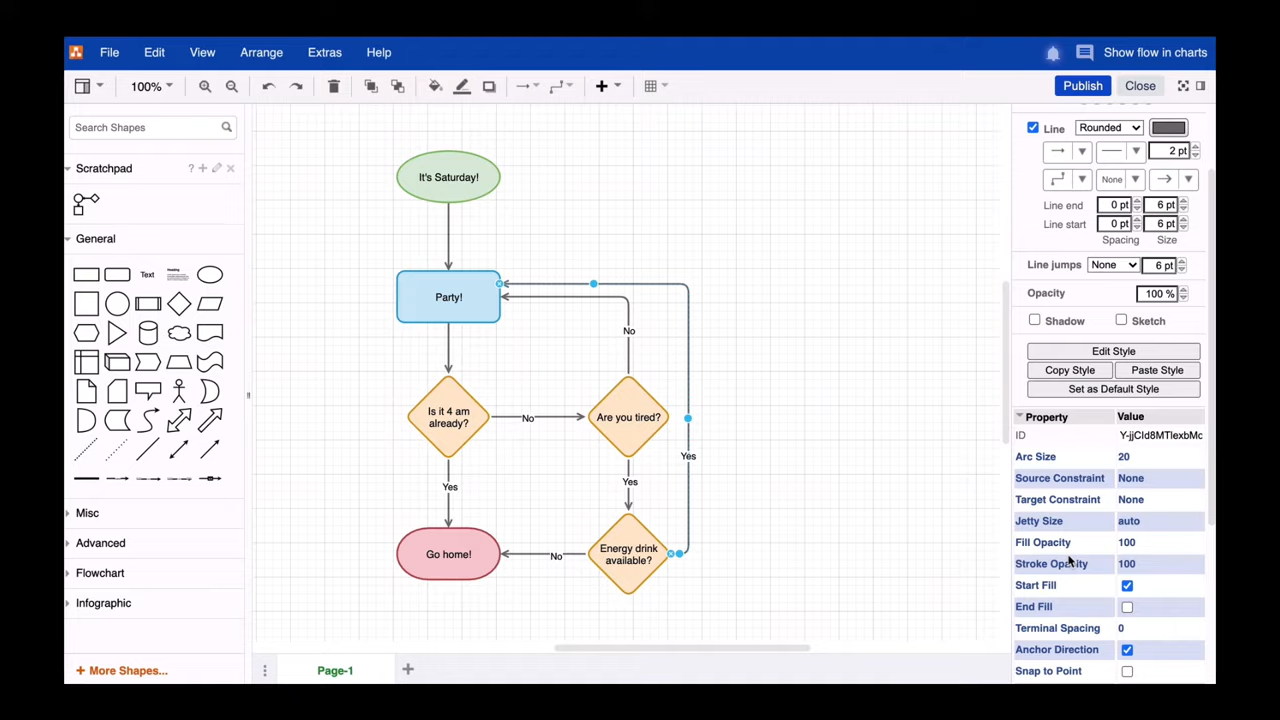 File Edit View Arrange Extras Help
Show flow in charts
100%
Publish Close
Search Shapes
Scratchpad
?
General
Text
Heading
Misc
Advanced
Flowchart
Infographic
+ More Shapes...
It's Saturday!
Party!
No
Is it 4 am
already?
No
Are you tired?
Yes
Yes
Yes
Go home!
No
Energy drink
available?
Page-1
Line Rounded
2 pt
None
Line end 0 pt 6 pt
Line start 0 pt 6 pt
Spacing Size
Line jumps None 6 pt
Opacity 100 %
Shadow Sketch
Edit Style
Copy Style Paste Style
Set as Default Style
Property Value
ID Y-jjCId8MTlexbMc
Arc Size 20
Source Constraint None
Target Constraint None
Jetty Size auto
Fill Opacity 100
Stroke Opacity 100
Start Fill
End Fill
Terminal Spacing 0
Anchor Direction
Snap to Point